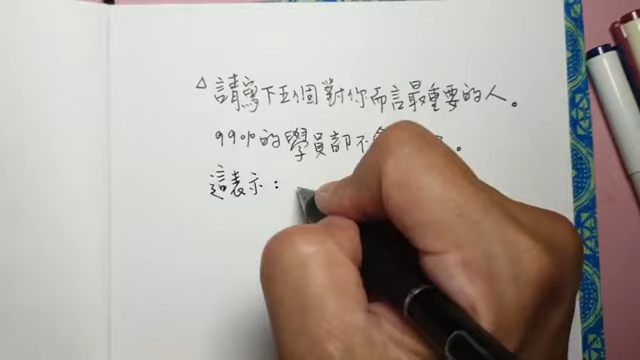 △請寫下五個對你而言最重要的人。
99%的學員都不會。
這表示：